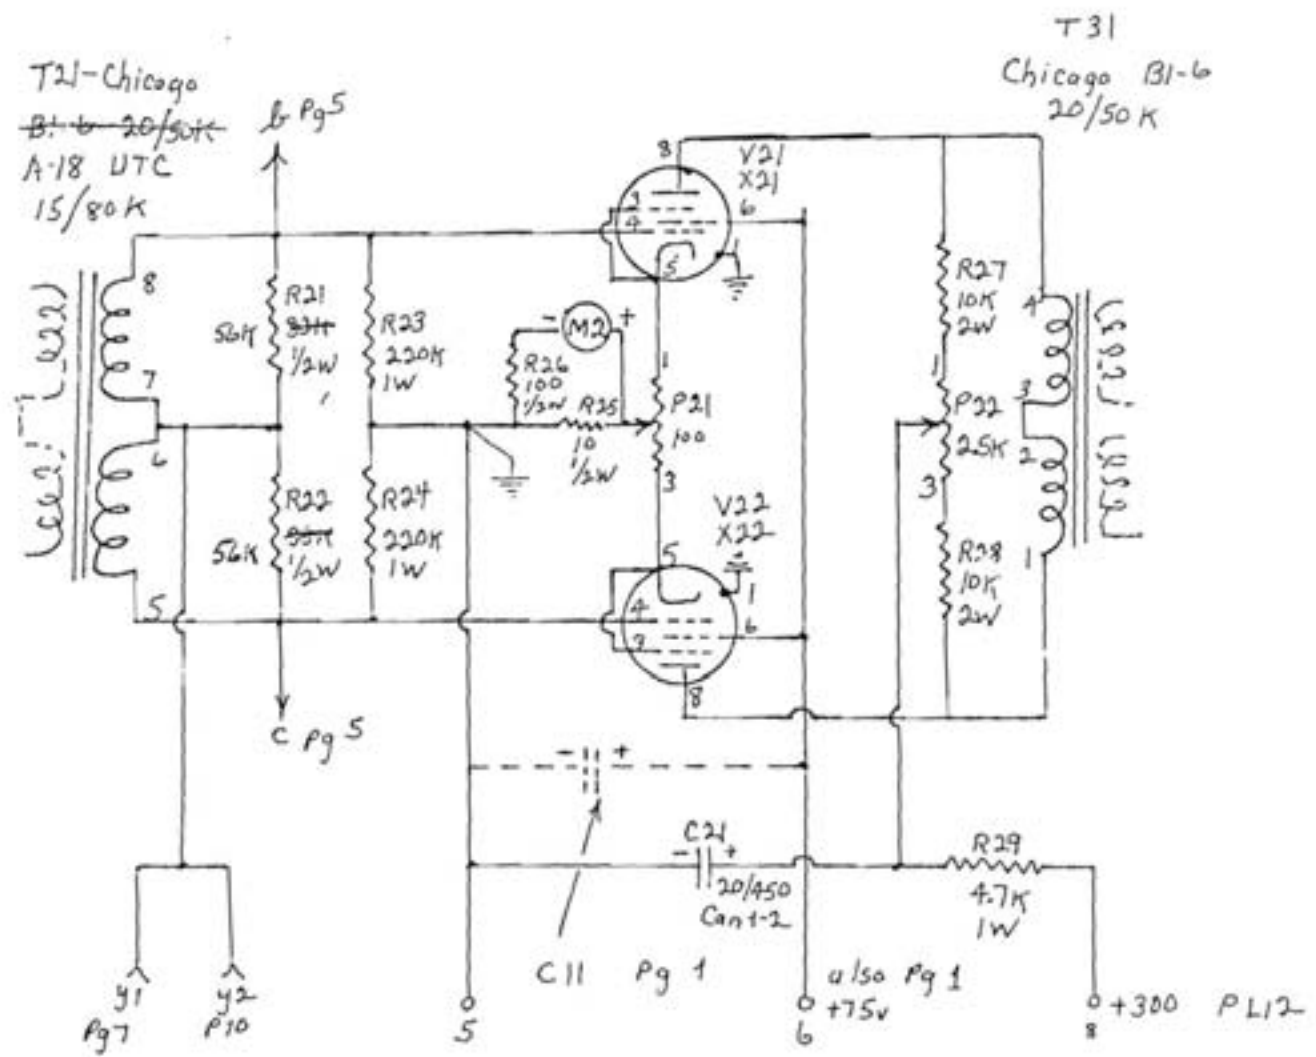 T31
Chicago B1-6
20/50K
T21-Chicago
B1-6 20/50K
A-18 UTC
15/80K
b Pg 5
8
V21
X21
3
4
6
1
5
8
7
6
5
R21
33K
56K
1/2W
R23
220K
1W
- M2 +
R26
100
1/2W
R25
10
1/2W
1
P21
100
3
R27
10K
2W
1
P22
25K
3
4
3
2
1
R22
33K
56K
1/2W
R24
220K
1W
V22
X22
5
4
3
1
6
8
R28
10K
2W
C Pg 5
- +
C21
- +
20/450
Can 1-2
R29
4.7K
1W
C11 Pg 1
y1
Pg7
y2
P10
5
also Pg 1
+75v
6
+300 PL12
8